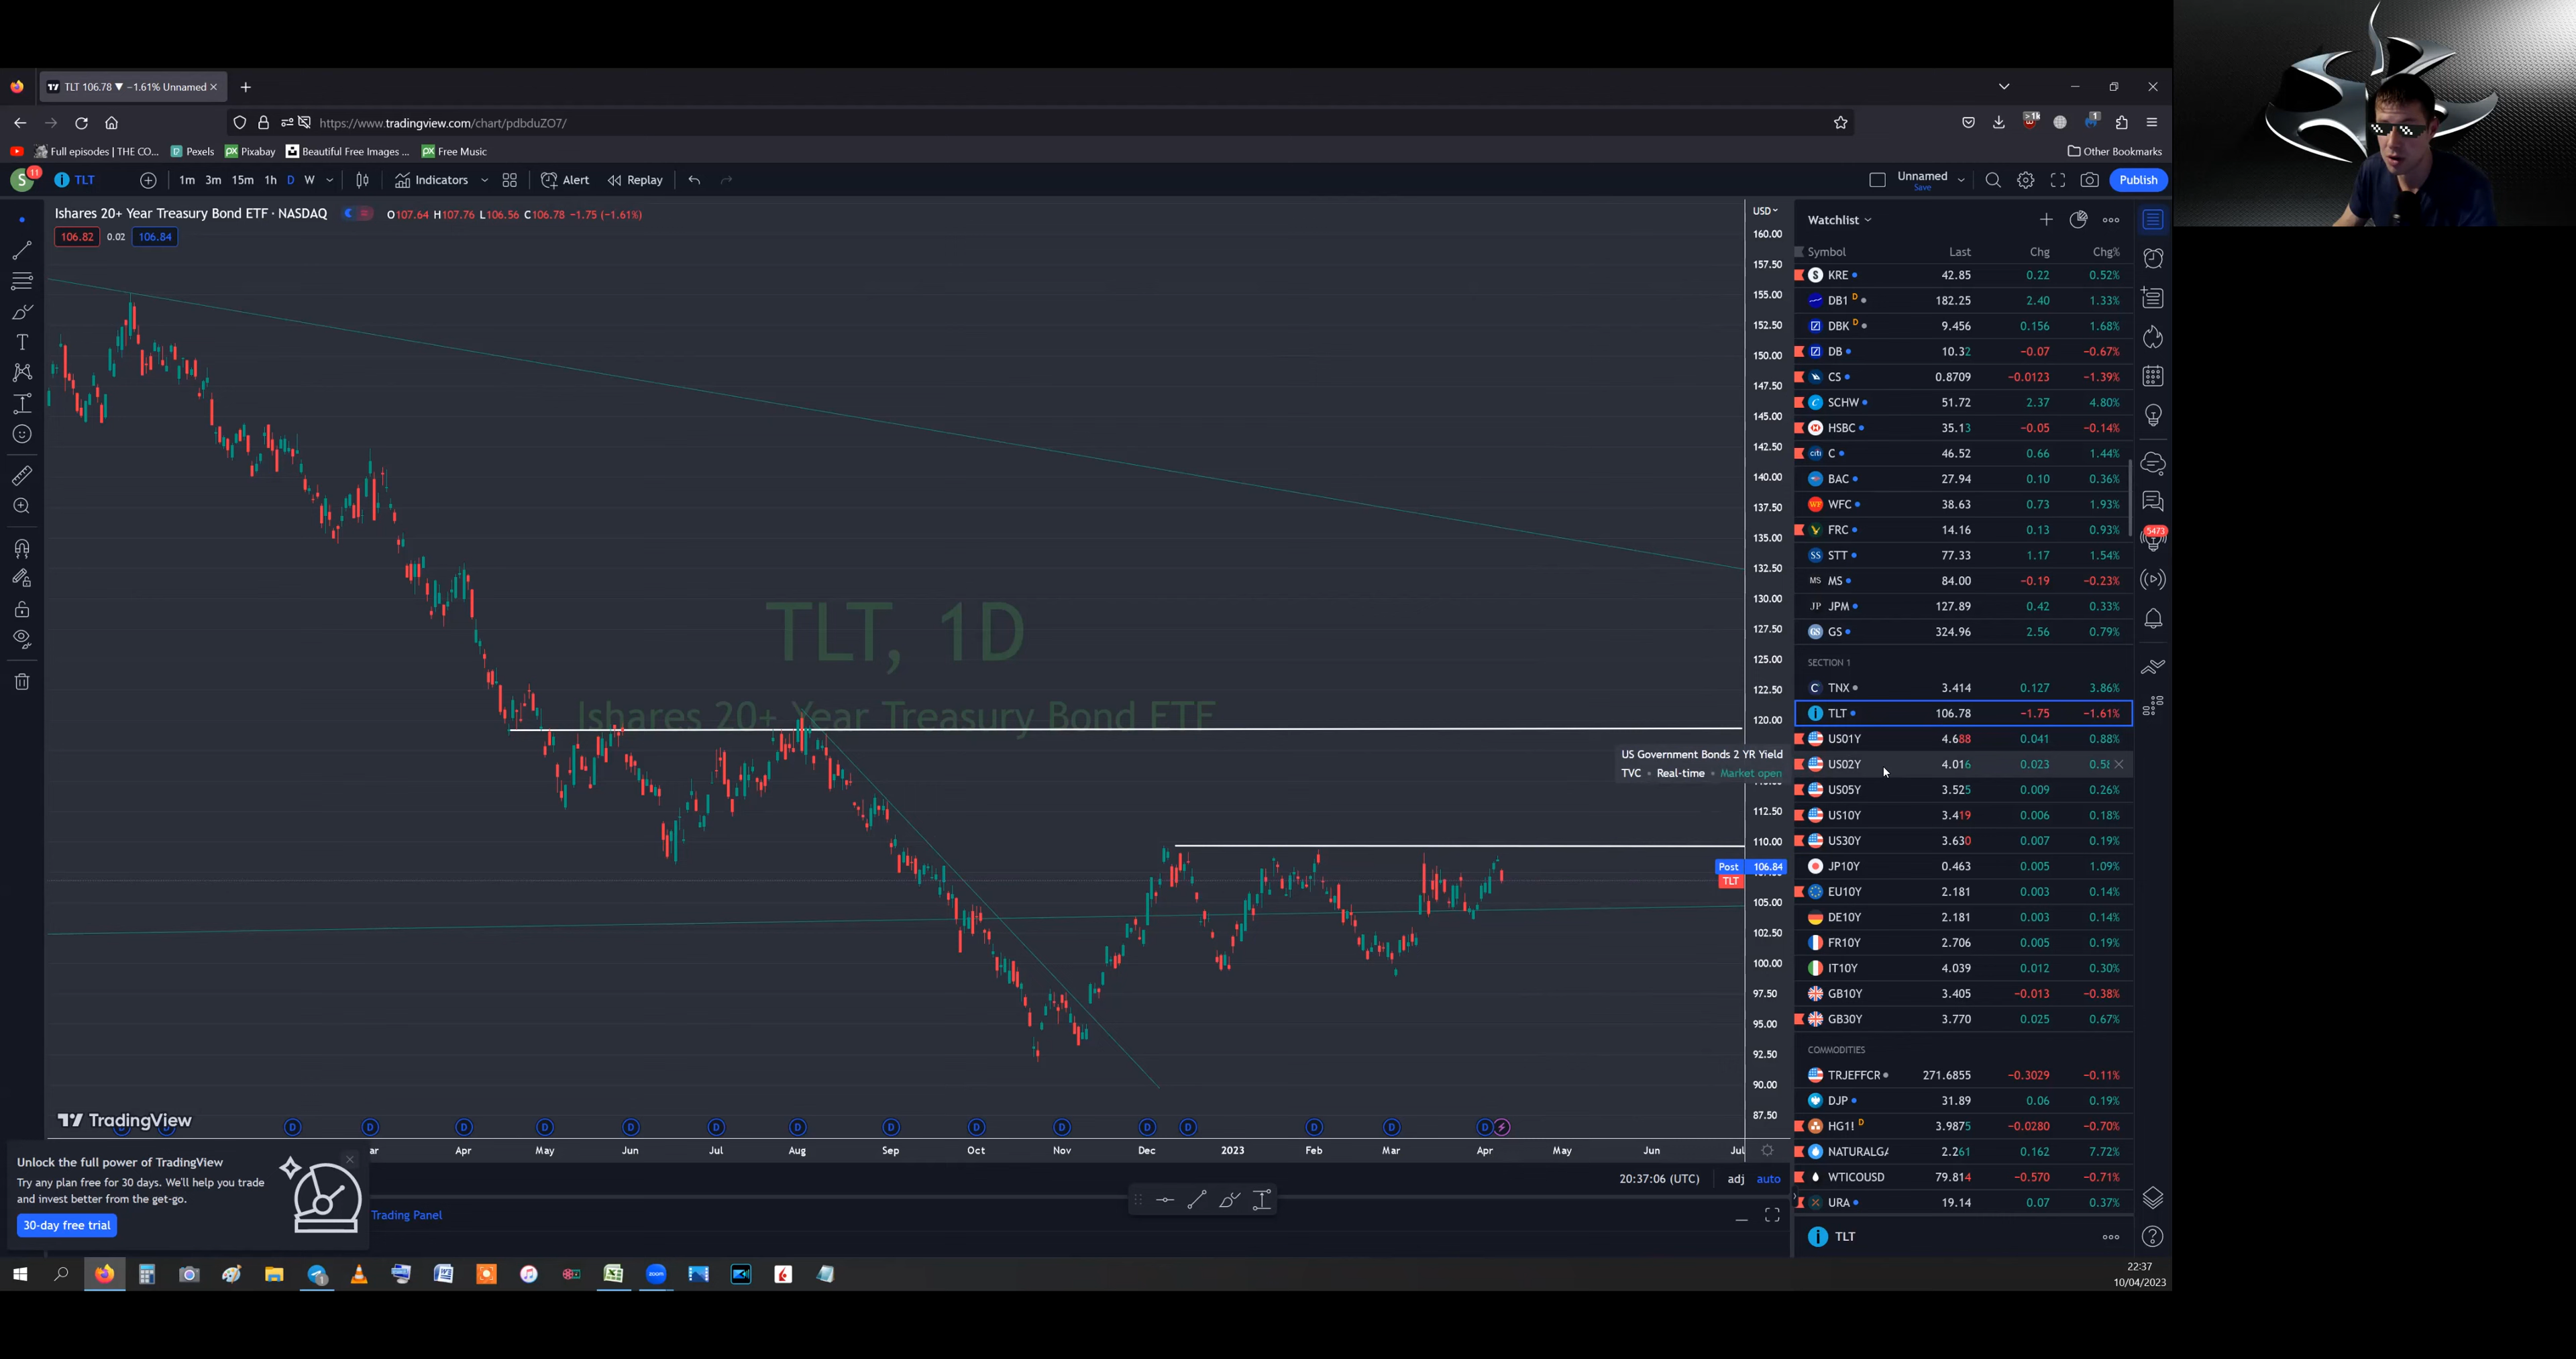 TLT 106.78 ▼ −1.61% Unnamed
https://www.tradingview.com/chart/pdbduZO7/
>1k
1
Full episodes | THE CO...
Pexels
Pixabay
Beautiful Free Images ...
Free Music
Other Bookmarks
S
11
TLT
1m 3m 15m 1h D W
Indicators
Alert
Replay
Unnamed
Save
Publish
Ishares 20+ Year Treasury Bond ETF · NASDAQ
O107.64 H107.76 L106.56 C106.78 −1.75 (−1.61%)
106.82 0.02 106.84
USD
160.00
157.50
155.00
152.50
150.00
147.50
145.00
142.50
140.00
137.50
135.00
132.50
130.00
127.50
125.00
122.50
120.00
112.50
110.00
105.00
102.50
100.00
97.50
95.00
92.50
90.00
87.50
TLT, 1D
Ishares 20+ Year Treasury Bond ETF
US Government Bonds 2 YR Yield
TVC • Real-time • Market open
Post 106.84
TLT
TradingView
Apr May Jun Jul Aug Sep Oct Nov Dec 2023 Feb Mar Apr May Jun Jul
Unlock the full power of TradingView
Try any plan free for 30 days. We'll help you trade
and invest better from the get-go.
30-day free trial
Trading Panel
20:37:06 (UTC) adj auto
Watchlist
Symbol Last Chg Chg%
KRE 42.85 0.22 0.52%
DB1 D 182.25 2.40 1.33%
DBK D 9.456 0.156 1.68%
DB 10.32 −0.07 −0.67%
CS 0.8709 −0.0123 −1.39%
SCHW 51.72 2.37 4.80%
HSBC 35.13 −0.05 −0.14%
citi C 46.52 0.66 1.44%
BAC 27.94 0.10 0.36%
WFC 38.63 0.73 1.93%
FRC 14.16 0.13 0.93%
SS STT 77.33 1.17 1.54%
MS MS 84.00 −0.19 −0.23%
JP JPM 127.89 0.42 0.33%
GS GS 324.96 2.56 0.79%
SECTION 1
C TNX 3.414 0.127 3.86%
TLT 106.78 −1.75 −1.61%
US01Y 4.688 0.041 0.88%
US02Y 4.016 0.023
US05Y 3.525 0.009 0.26%
US10Y 3.419 0.006 0.18%
US30Y 3.630 0.007 0.19%
JP10Y 0.463 0.005 1.09%
EU10Y 2.181 0.003 0.14%
DE10Y 2.181 0.003 0.14%
FR10Y 2.706 0.005 0.19%
IT10Y 4.039 0.012 0.30%
GB10Y 3.405 −0.013 −0.38%
GB30Y 3.770 0.025 0.67%
COMMODITIES
TRJEFFCR 271.6855 −0.3029 −0.11%
DJP 31.89 0.06 0.19%
HG1! D 3.9875 −0.0280 −0.70%
NATURALGA 2.261 0.162 7.72%
WTICOUSD 79.814 −0.570 −0.71%
URA 19.14 0.07 0.37%
TLT
5473
zoom
22:37
10/04/2023